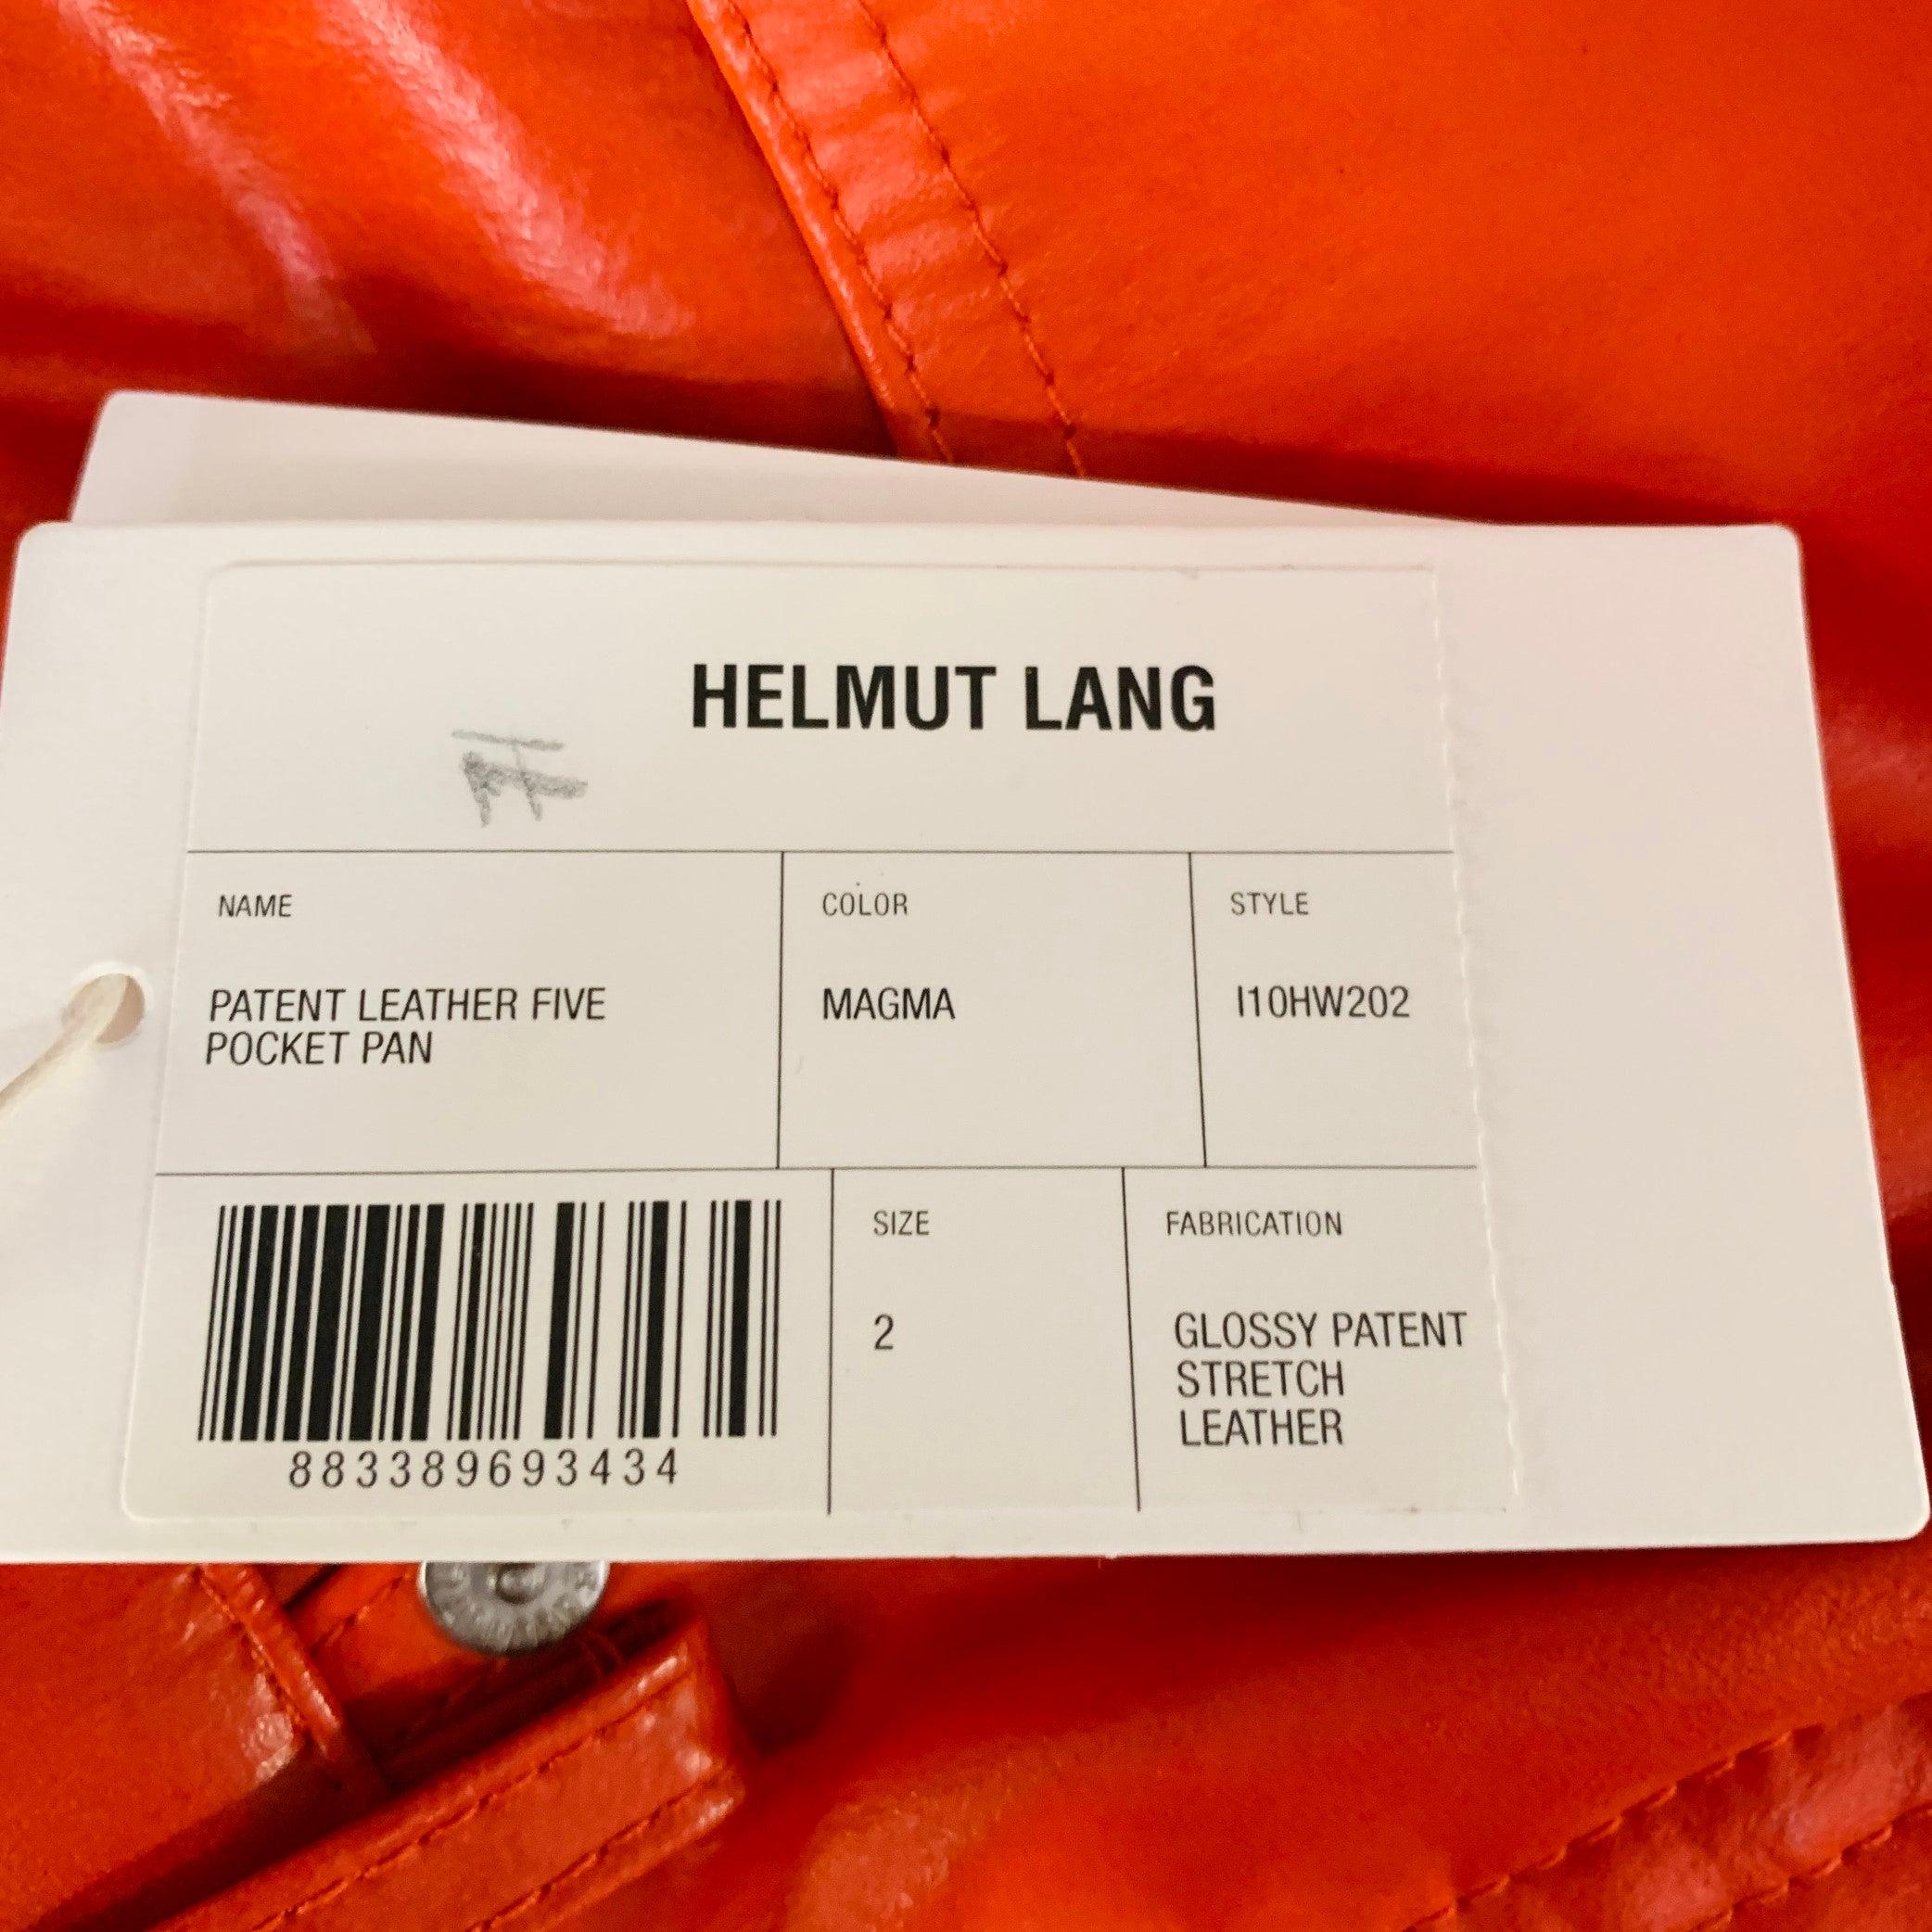 HELMUT LANG
NAME
COLOR
STYLE
PATENT LEATHER FIVE
POCKET PAN
MAGMA
I10HW202
883389693434
SIZE
2
FABRICATION
GLOSSY PATENT
STRETCH
LEATHER